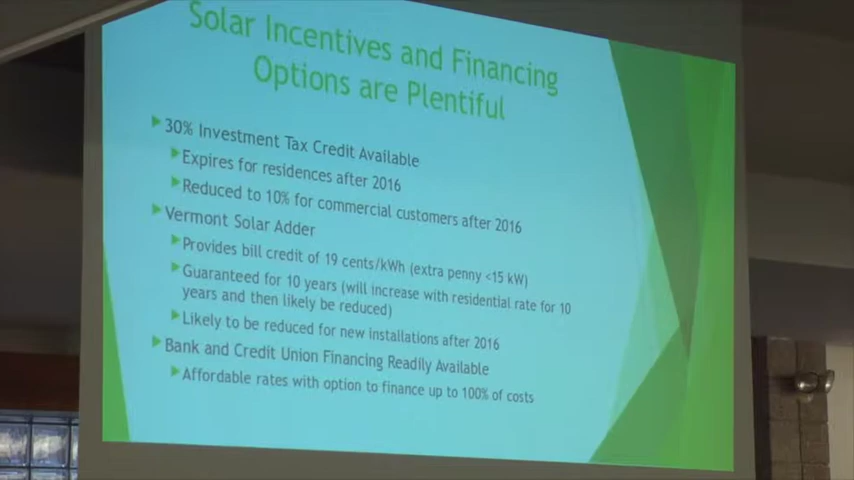 Solar Incentives and Financing
Options are Plentiful
30% Investment Tax Credit Available
Expires for residences after 2016
Reduced to 10% for commercial customers after 2016
Vermont Solar Adder
Provides bill credit of 19 cents/kWh (extra penny <15 kW)
Guaranteed for 10 years (will increase with residential rate for 10
years and then likely be reduced)
Likely to be reduced for new installations after 2016
Bank and Credit Union Financing Readily Available
Affordable rates with option to finance up to 100% of costs